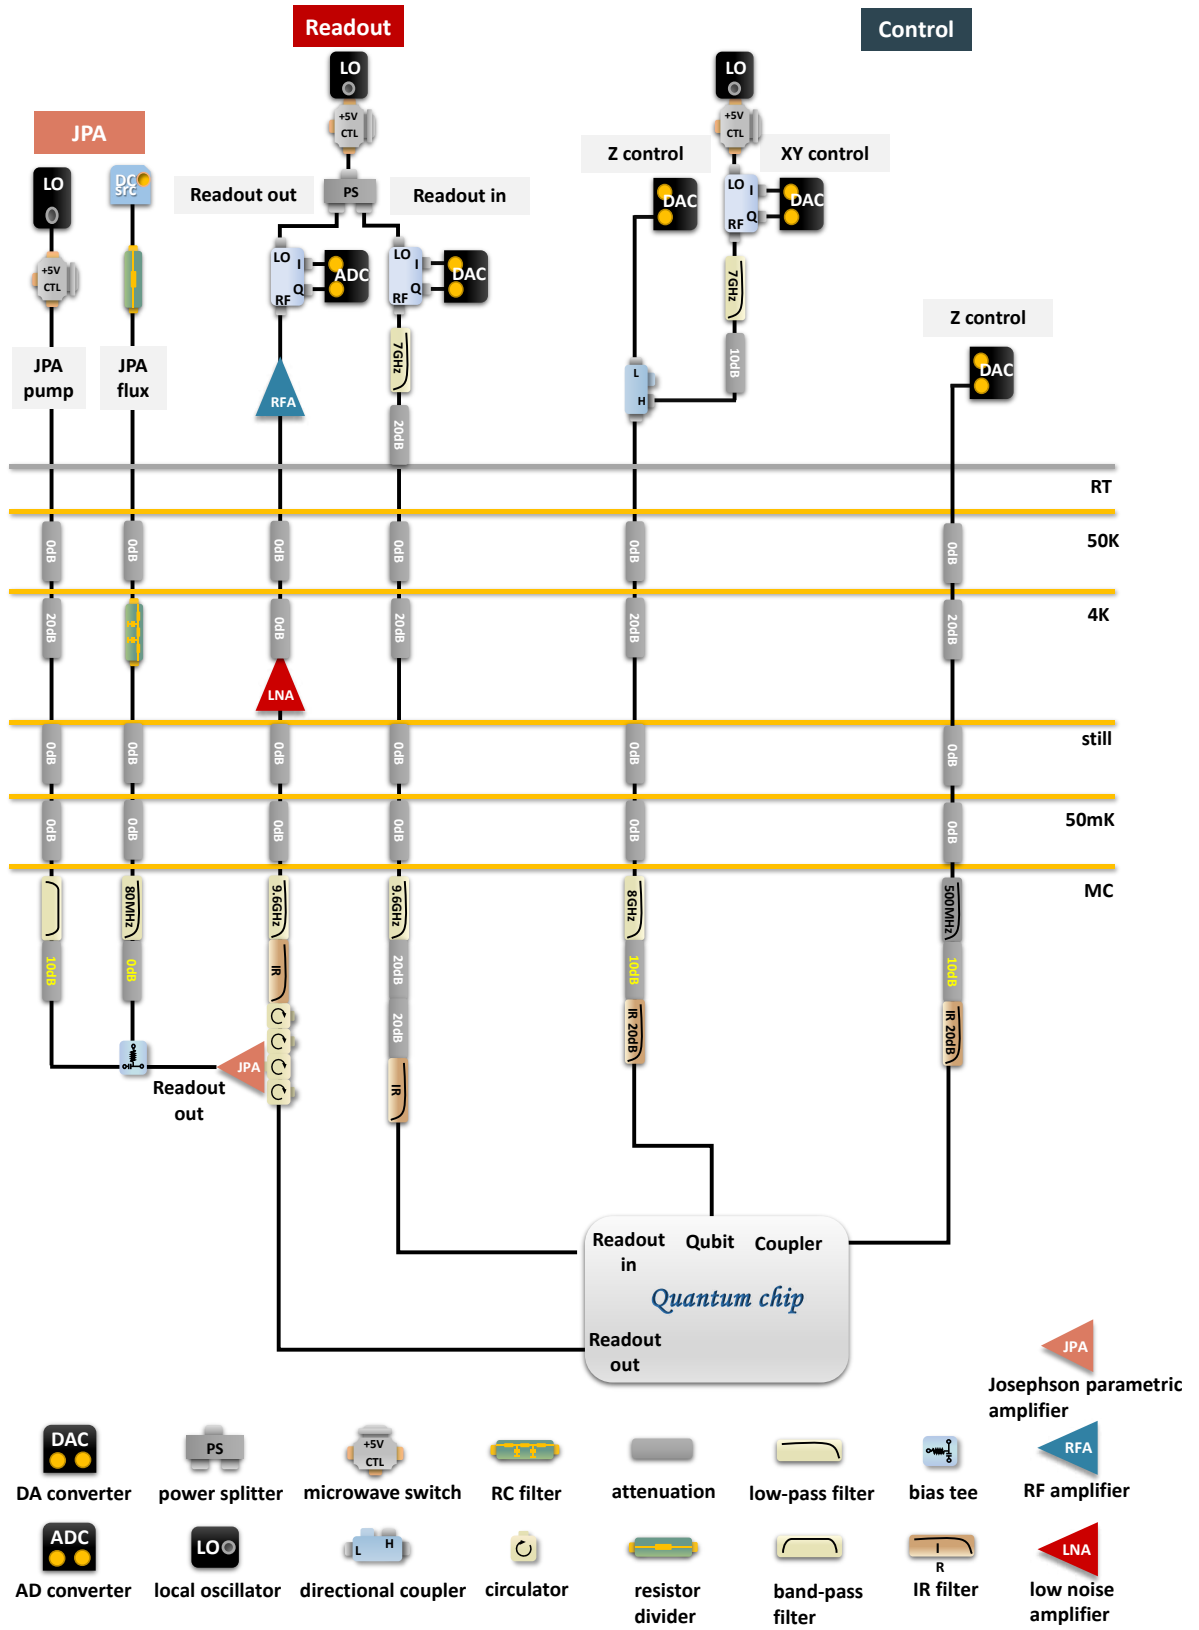 Readout
Control
LO
+5V
CTL
LO
+5V
CTL
JPA
Z control
XY control
LO
DC
SRC
Readout out
PS
Readout in
DAC
LO
I
Q
RF
DAC
+5V
CTL
LO
I
Q
RF
ADC
LO
I
Q
RF
DAC
7GHz
Z control
JPA
pump
JPA
flux
RFA
7GHz
20dB
L
H
10dB
DAC
RT
0dB
0dB
0dB
0dB
0dB
0dB
50K
20dB
0dB
20dB
20dB
20dB
4K
LNA
0dB
0dB
0dB
0dB
0dB
0dB
still
0dB
0dB
0dB
0dB
0dB
0dB
50mK
80MHz
9.6GHz
9.6GHz
8GHz
500MHz
MC
10dB
0dB
IR
20dB
10dB
10dB
20dB
IR 20dB
IR 20dB
JPA
IR
Readout
out
Readout
in
Qubit
Coupler
Quantum chip
Readout
out
JPA
Josephson parametric
amplifier
DAC
DA converter
PS
power splitter
+5V
CTL
microwave switch
RC filter
attenuation
low-pass filter
bias tee
RFA
RF amplifier
ADC
AD converter
LO
local oscillator
L
H
directional coupler
circulator
resistor
divider
band-pass
filter
I
R
IR filter
LNA
low noise
amplifier